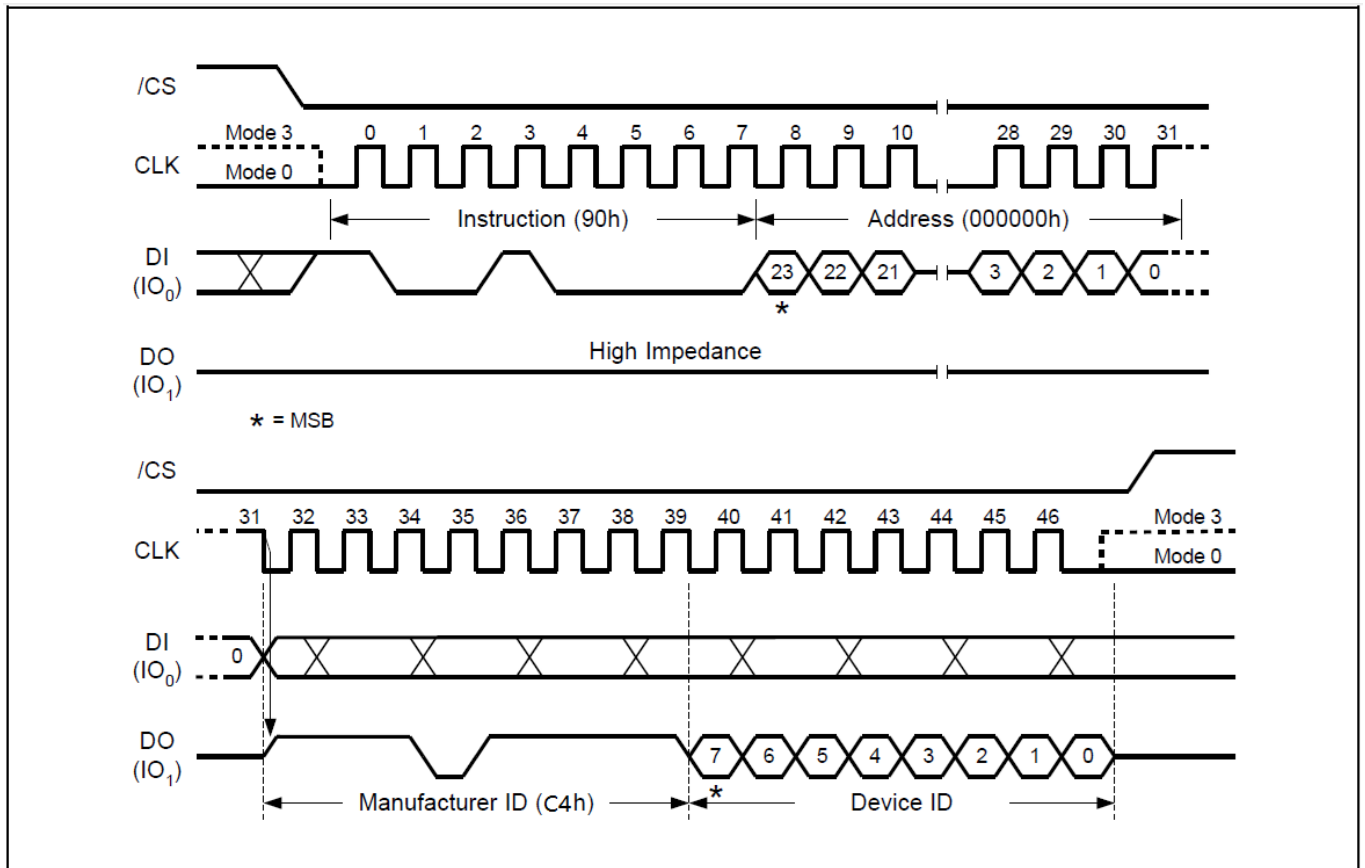 /CS
Mode 3 0 1 2 3 4 5 6 7 8 9 10 28 29 30 31
CLK
Mode 0
Instruction (90h) Address (000000h)
DI
(IO0) 23 22 21 3 2 1 0
*
High Impedance
DO
(IO1)
* = MSB
/CS
31 32 33 34 35 36 37 38 39 40 41 42 43 44 45 46 Mode 3
CLK
Mode 0
DI
(IO0) 0
DO
(IO1) 7 6 5 4 3 2 1 0
*
Manufacturer ID (C4h) Device ID